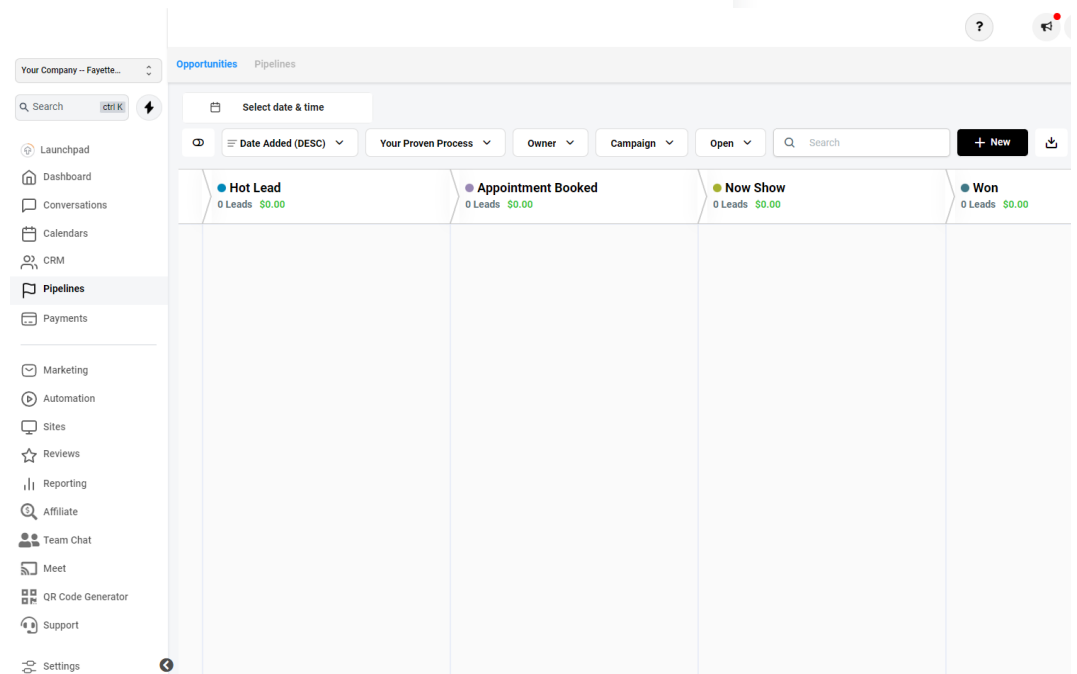 ?
Your Company -- Fayette...
Opportunities Pipelines
Search ctrl K
Select date & time
Date Added (DESC) Your Proven Process Owner Campaign Open Search + New
Launchpad
Dashboard
Conversations
Calendars
CRM
Pipelines
Payments
Marketing
Automation
Sites
Reviews
Reporting
Affiliate
Team Chat
Meet
QR Code Generator
Support
Settings
Hot Lead
0 Leads $0.00
Appointment Booked
0 Leads $0.00
Now Show
0 Leads $0.00
Won
0 Leads $0.00